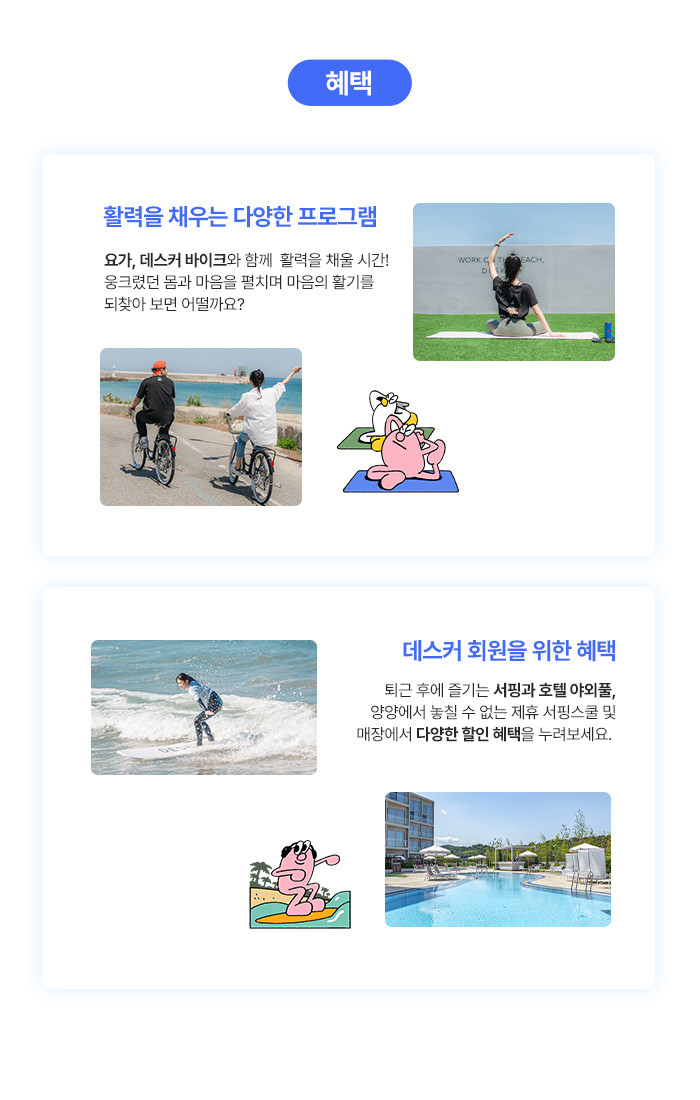 혜택
활력을 채우는 다양한 프로그램
요가, 데스커 바이크와 함께 활력을 채울 시간!
웅크렸던 몸과 마음을 펼치며 마음의 활기를
되찾아 보면 어떨까요?
데스커 회원을 위한 혜택
퇴근 후에 즐기는 서핑과 호텔 야외풀,
양양에서 놓칠 수 없는 제휴 서핑스쿨 및
매장에서 다양한 할인 혜택을 누려보세요.